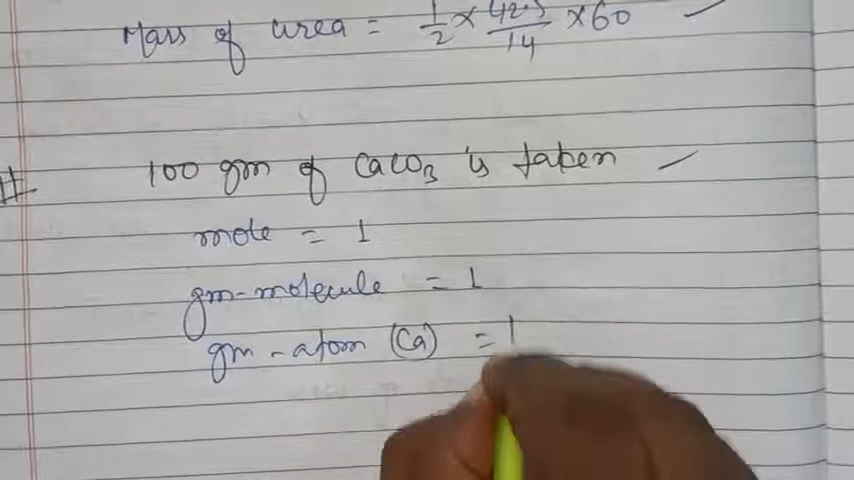 Mass of urea = 1/2 × 42.5/14 × 60
# 100 gm of CaCO3 is taken
mole = 1
gm-molecule = 1
gm-atom (Ca) = 1